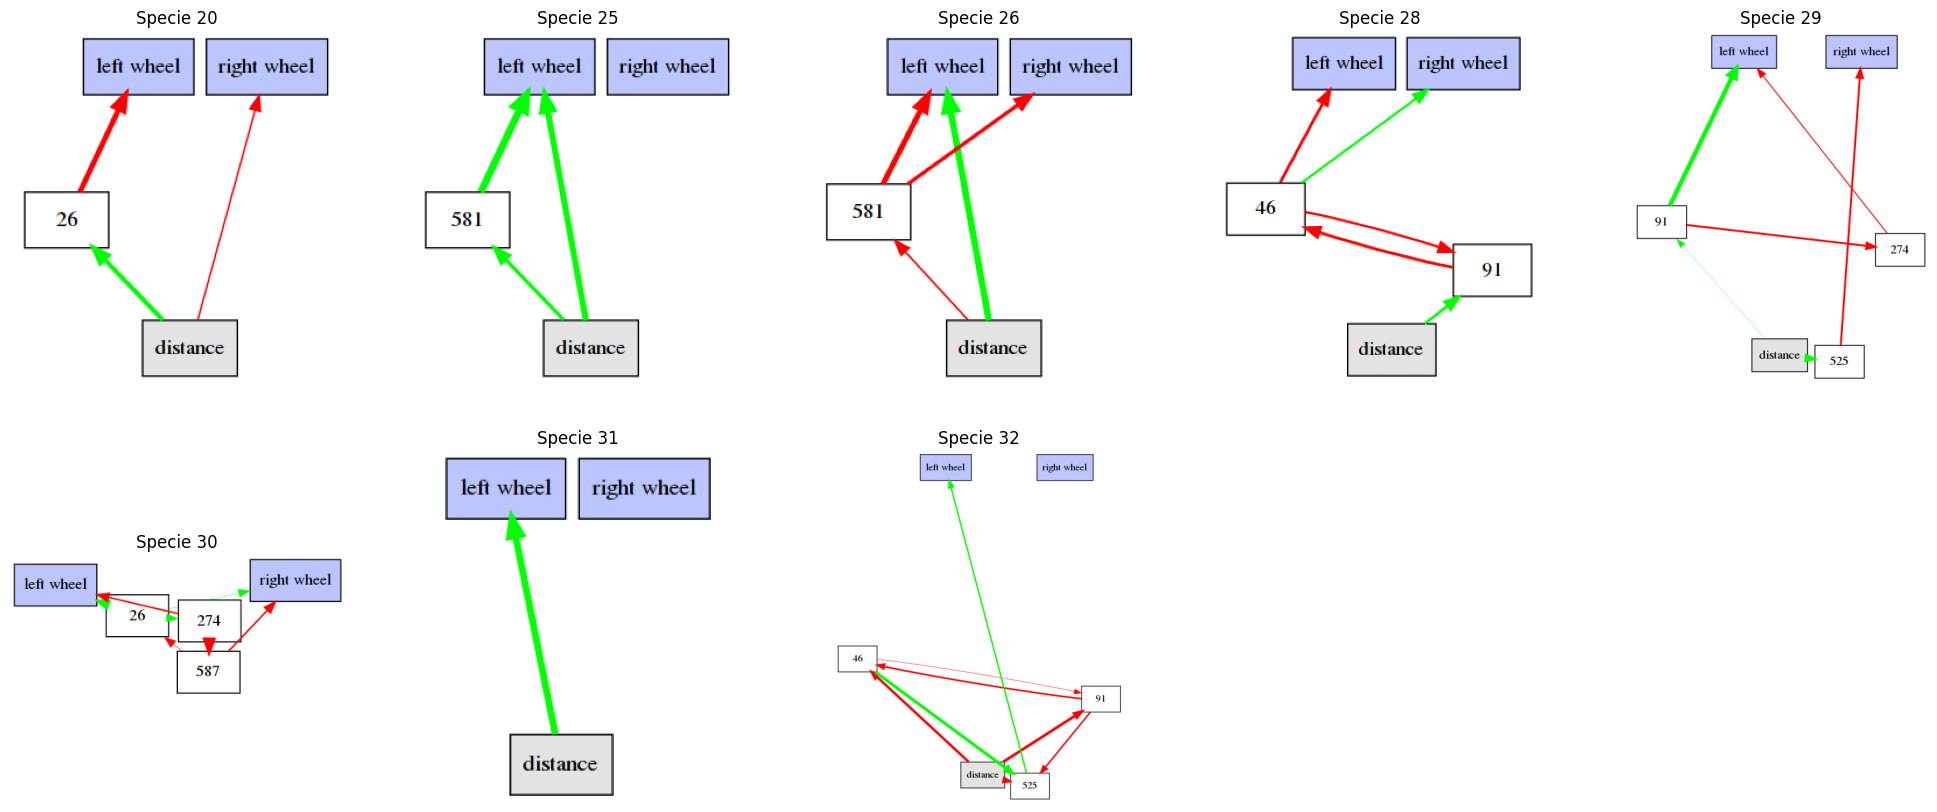 Specie 20
left wheel
right wheel
26
distance
Specie 25
left wheel
right wheel
581
distance
Specie 26
left wheel
right wheel
581
distance
Specie 28
left wheel
right wheel
46
91
distance
Specie 29
left wheel
right wheel
91
274
distance
525
Specie 30
left wheel
right wheel
26
274
587
Specie 31
left wheel
right wheel
distance
Specie 32
left wheel
right wheel
46
91
distance
525